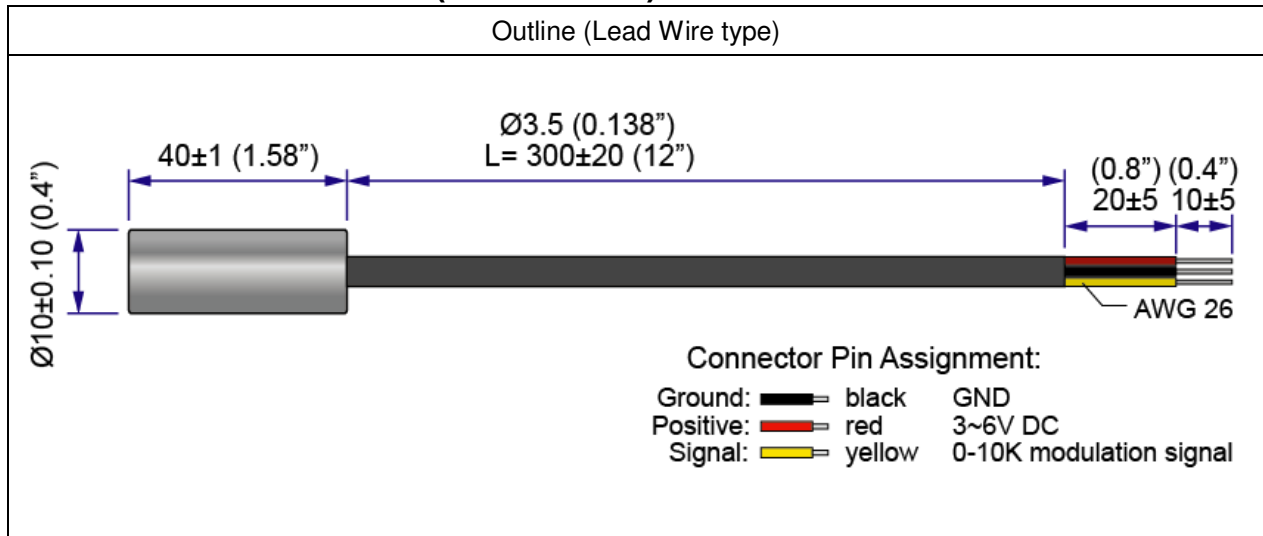 Outline (Lead Wire type)
Ø3.5 (0.138”)
40±1 (1.58”)
L= 300±20 (12”)
(0.8”) (0.4”)
20±5 10±5
Ø10±0.10 (0.4”)
AWG 26
Connector Pin Assignment:
Ground: black GND
Positive: red 3~6V DC
Signal: yellow 0-10K modulation signal